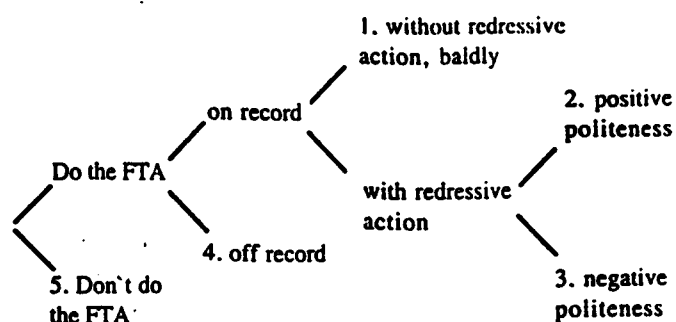 1. without redressive
action, baldly
on record
2. positive
politeness
Do the FTA
with redressive
action
4. off record
5. Don`t do
the FTA
3. negative
politeness